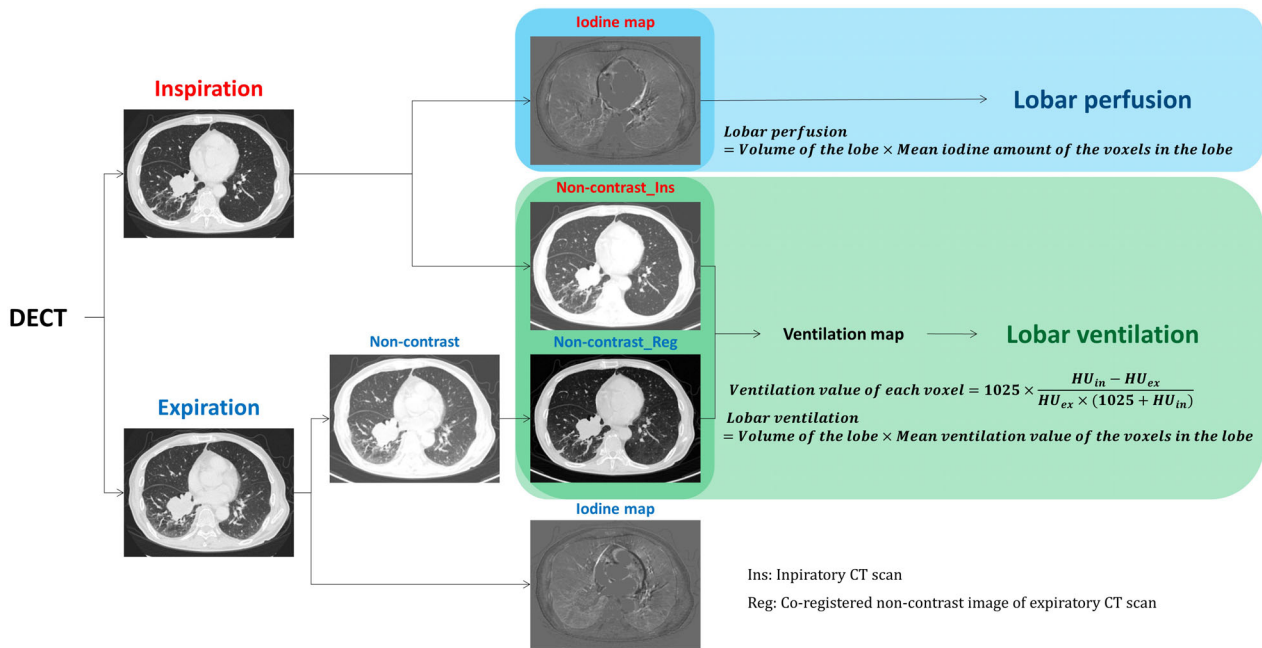 Iodine map
Inspiration
Lobar perfusion
Lobar perfusion
= Volume of the lobe × Mean iodine amount of the voxels in the lobe
Non-contrast_Ins
DECT
Non-contrast
Non-contrast_Reg
Ventilation map
Lobar ventilation
Expiration
Ventilation value of each voxel = 1025 × (HU_in − HU_ex) / (HU_ex × (1025 + HU_in))
Lobar ventilation
= Volume of the lobe × Mean ventilation value of the voxels in the lobe
Iodine map
Ins: Inpiratory CT scan
Reg: Co-registered non-contrast image of expiratory CT scan